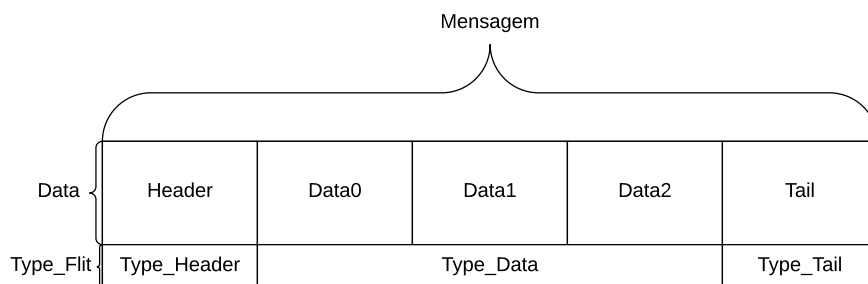 Mensagem
Data Header Data0 Data1 Data2 Tail
Type_Flit Type_Header Type_Data Type_Tail